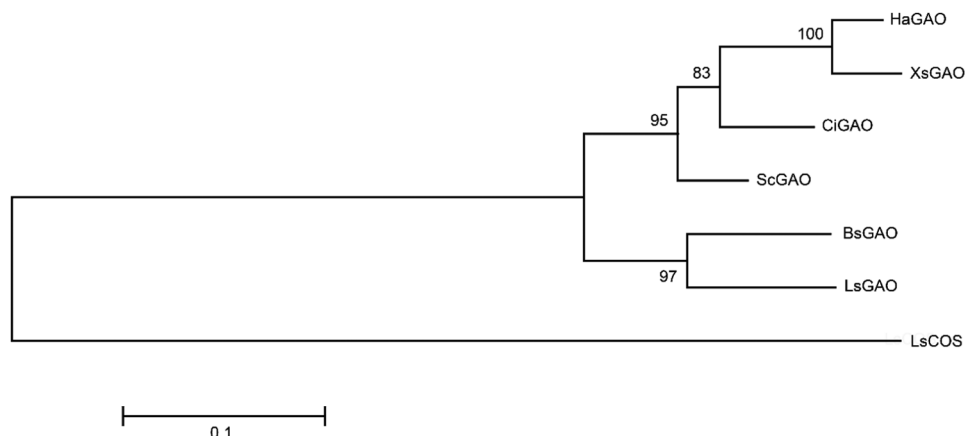 HaGAO
100
XsGAO
83
CiGAO
95
ScGAO
BsGAO
97
LsGAO
LsCOS
0.1